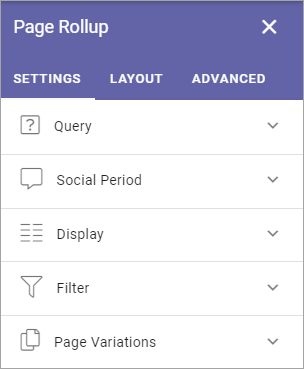 Page Rollup
SETTINGS LAYOUT ADVANCED
Query
Social Period
Display
Filter
Page Variations